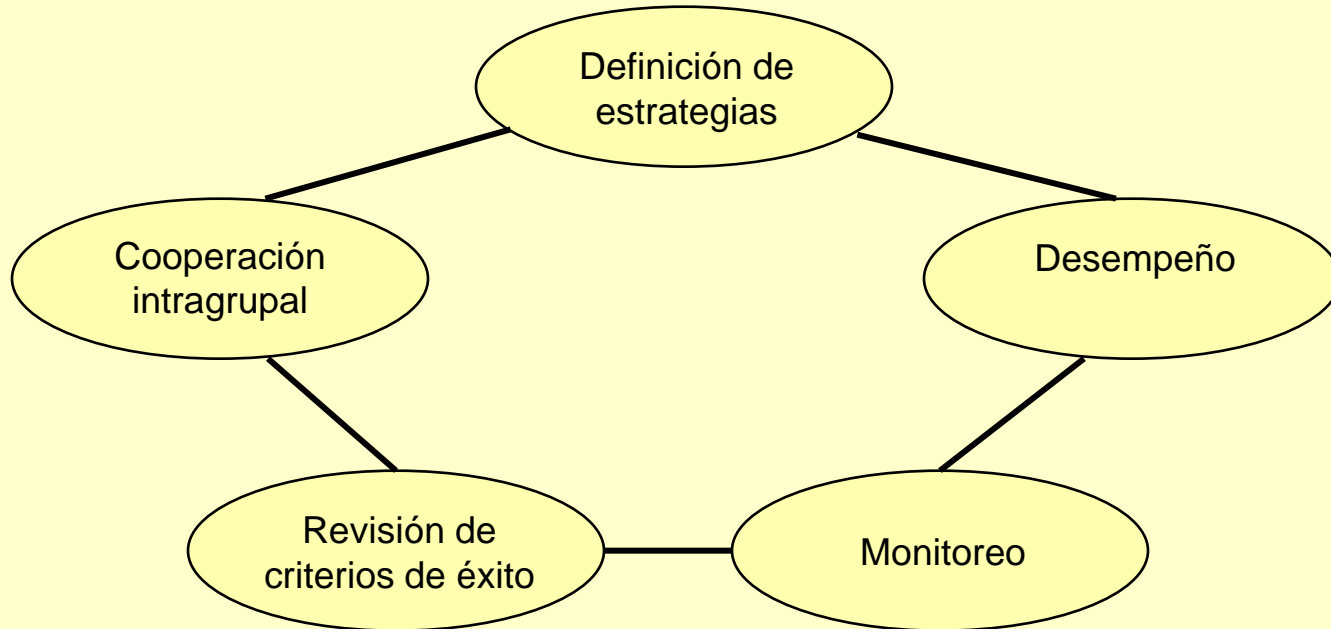 Definición de
estrategias
Cooperación
intragrupal
Desempeño
Revisión de
criterios de éxito
Monitoreo